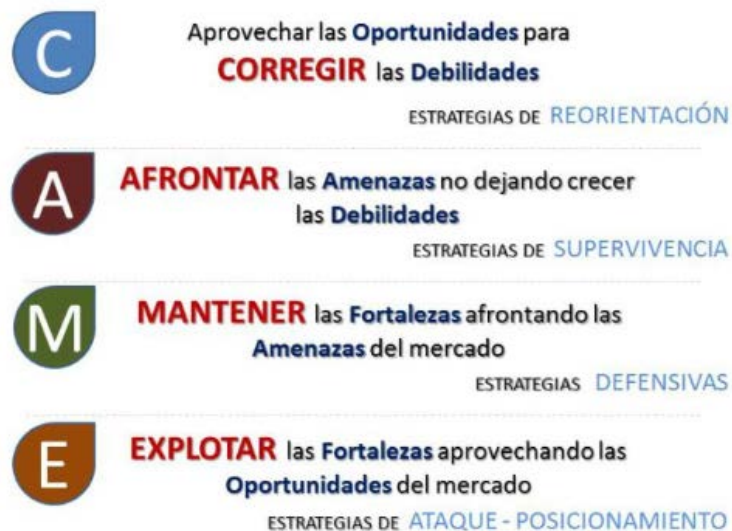 C
Aprovechar las Oportunidades para
CORREGIR las Debilidades
ESTRATEGIAS DE REORIENTACIÓN
A
AFRONTAR las Amenazas no dejando crecer
las Debilidades
ESTRATEGIAS DE SUPERVIVENCIA
M
MANTENER las Fortalezas afrontando las
Amenazas del mercado
ESTRATEGIAS DEFENSIVAS
E
EXPLOTAR las Fortalezas aprovechando las
Oportunidades del mercado
ESTRATEGIAS DE ATAQUE - POSICIONAMIENTO